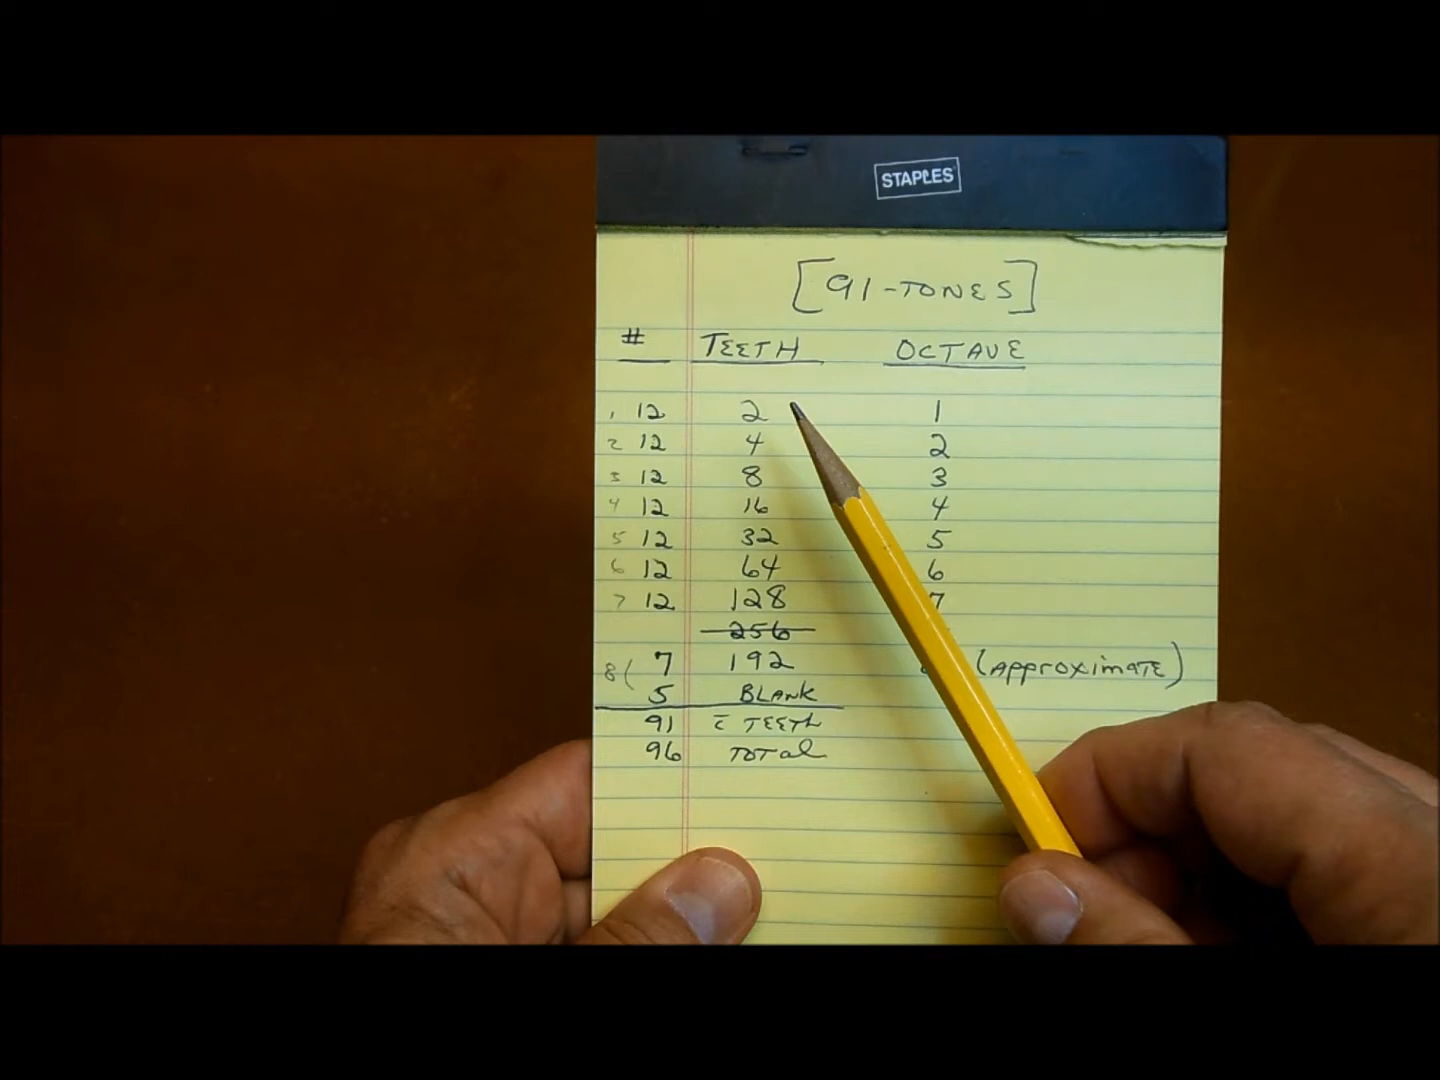 STAPLES
[91-TONES]
# TEETH OCTAVE
1 12 2 1
2 12 4 2
3 12 8 3
4 12 16 4
5 12 32 5
6 12 64 6
7 12 128 7
256
8( 7 192 (APPROXIMATE)
5 BLANK
91 c̄ TEETH
96 TOTAL